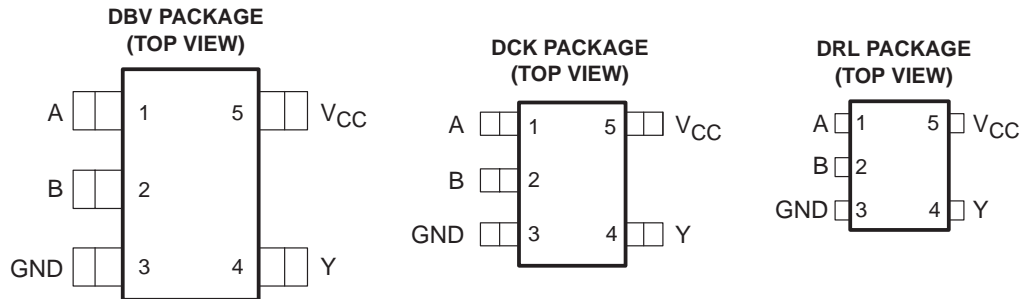 DBV PACKAGE
(TOP VIEW)
A 1 5 VCC
B 2
GND 3 4 Y
DCK PACKAGE
(TOP VIEW)
A 1 5 VCC
B 2
GND 3 4 Y
DRL PACKAGE
(TOP VIEW)
A 1 5 VCC
B 2
GND 3 4 Y